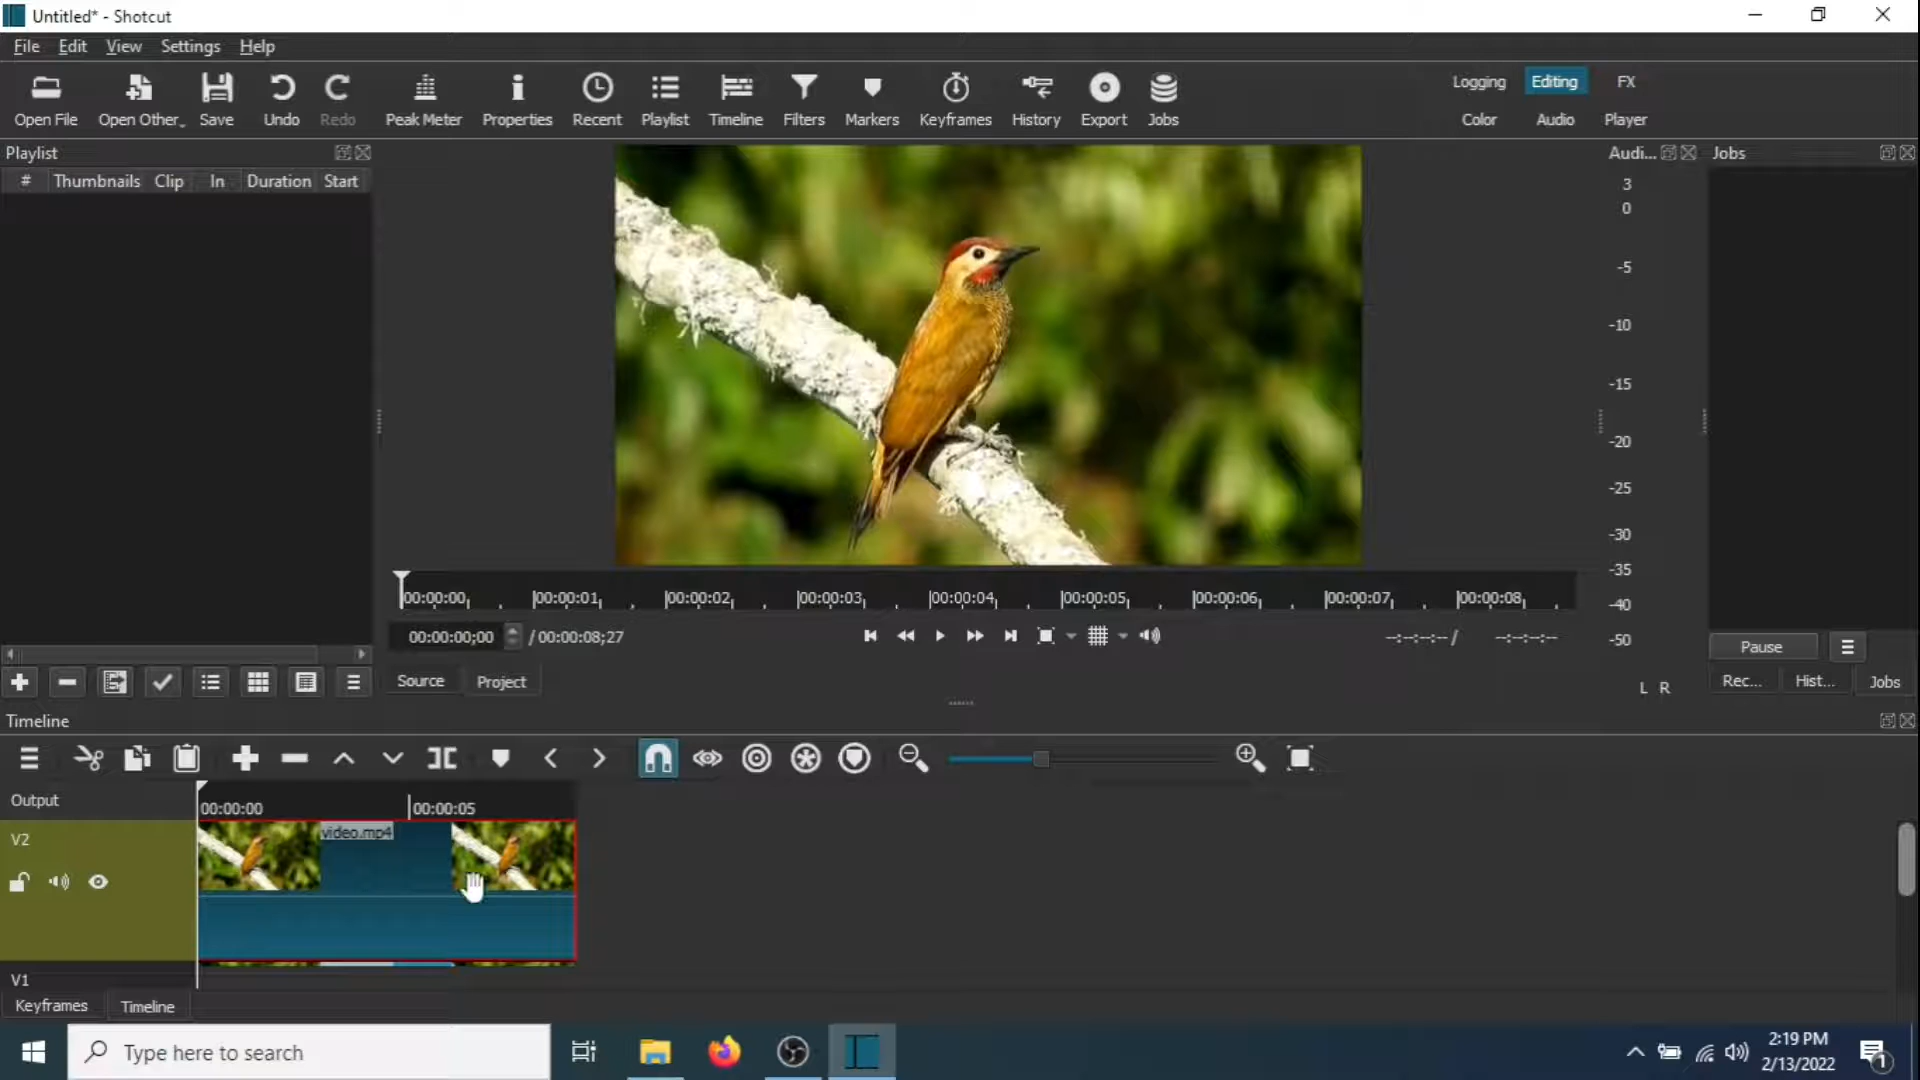 Untitled* - Shotcut
File Edit View Settings Help
Open File Open Other Save Undo Redo Peak Meter Properties Recent Playlist Timeline Filters Markers Keyframes History Export Jobs
Logging Editing FX
Color Audio Player
Playlist
# Thumbnails Clip In Duration Start
Audi... Jobs
3
0
-5
-10
-15
-20
-25
-30
-35
-40
-50
L R
00:00:00 00:00:01 00:00:02 00:00:03 00:00:04 00:00:05 00:00:06 00:00:07 00:00:08
00:00:00;00 / 00:00:08;27
--:--:--:-- / --:--:--:--
Source Project
Pause
Rec... Hist... Jobs
Timeline
Output
00:00:00 00:00:05
V2
video.mp4
V1
Keyframes Timeline
Type here to search
2:19 PM
2/13/2022
1